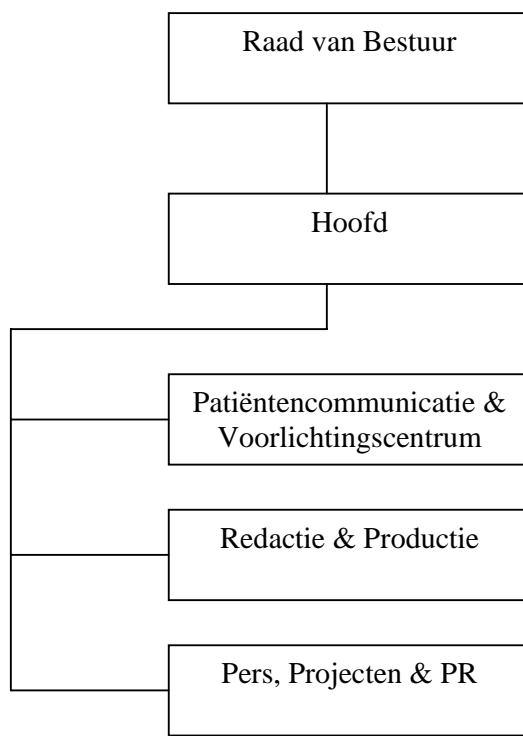 Raad van Bestuur
Hoofd
Patiëntencommunicatie &
Voorlichtingscentrum
Redactie & Productie
Pers, Projecten & PR